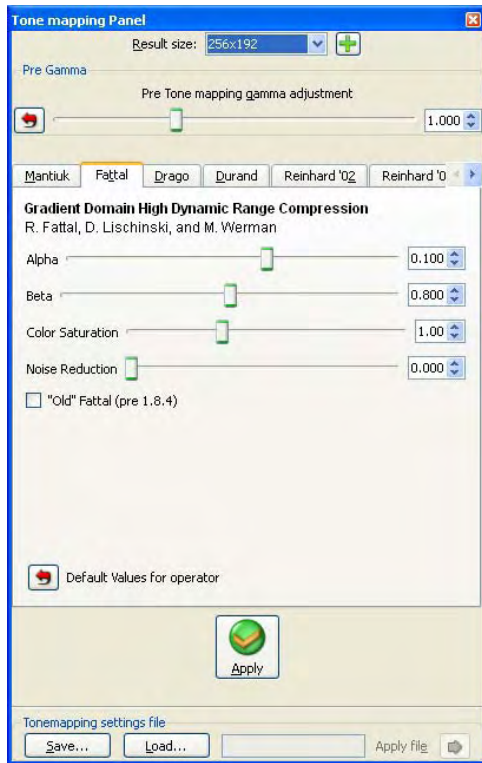 Tone mapping Panel
Result size: 256x192
Pre Gamma
Pre Tone mapping gamma adjustment
1.000
Mantiuk Fattal Drago Durand Reinhard '02 Reinhard '0
Gradient Domain High Dynamic Range Compression
R. Fattal, D. Lischinski, and M. Werman
Alpha 0.100
Beta 0.800
Color Saturation 1.00
Noise Reduction 0.000
"Old" Fattal (pre 1.8.4)
Default Values for operator
Apply
Tonemapping settings file
Save... Load... Apply file